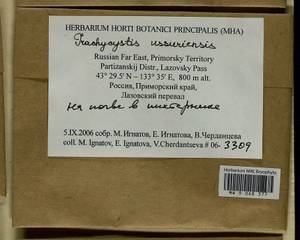 HERBARIUM HORTI BOTANICI PRINCIPALIS (MHA)
Trachycystis ussuriensis
Russian Far East, Primorsky Territory
Partizanskij Distr., Lazovsky Pass
43° 29.5' N – 133° 35' E, 800 m alt.
Россия, Приморский край,
Лазовский перевал
На почве в
5.IX.2006 собр. М. Игнатов, Е. Игнатова, В.Черданцева
coll. M. Ignatov, E. Ignatova, V.Cherdantseva # 06-3309
Herbarium MW, Bryophyta